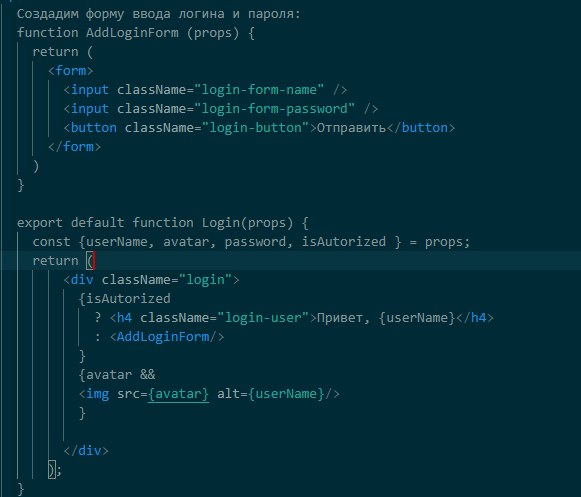 Создадим форму ввода логина и пароля:
function AddLoginForm (props) {
  return (
    <form>
      <input className="login-form-name" />
      <input className="login-form-password" />
      <button className="login-button">Отправить</button>
    </form>
  )
}

export default function Login(props) {
  const {userName, avatar, password, isAutorized } = props;
  return (
      <div className="login">
        {isAutorized
          ? <h4 className="login-user">Привет, {userName}</h4>
          : <AddLoginForm/>
        }
        {avatar &&
        <img src={avatar} alt={userName}/>
        }

      </div>
    );
}